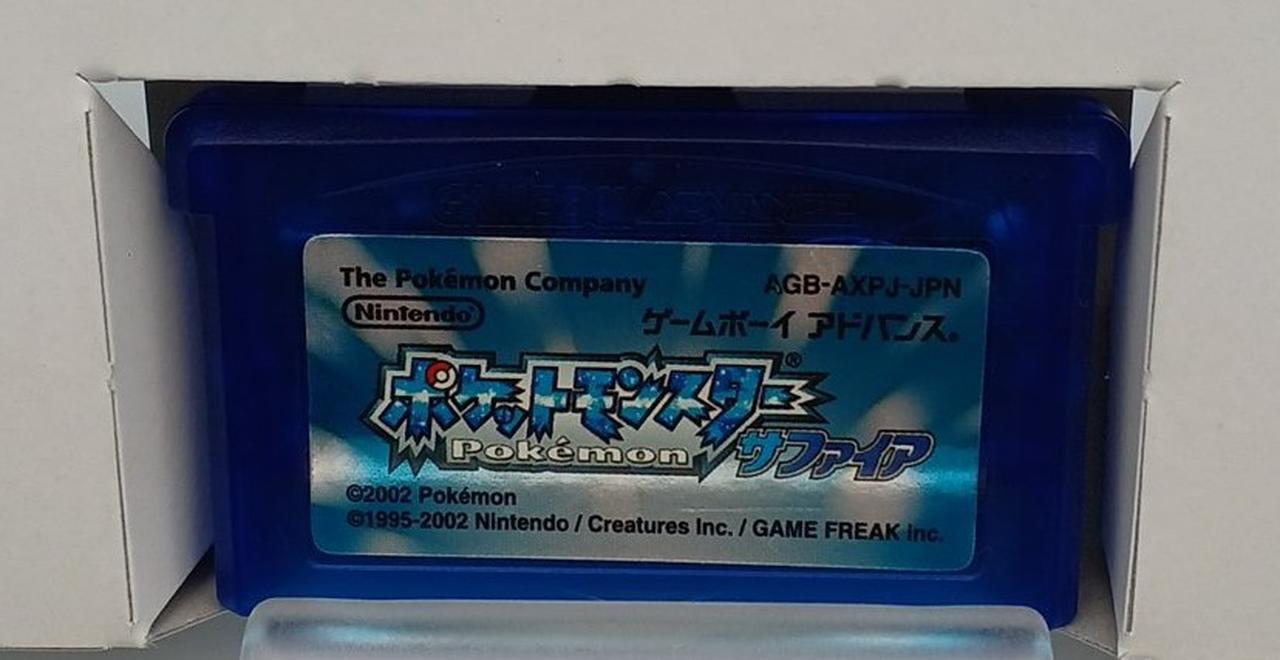 GAME BOY ADVANCE
The Pokémon Company
AGB-AXPJ-JPN
Nintendo®
ゲームボーイ アドバンス®
ポケットモンスター®
Pokémon
サファイア
©2002 Pokémon
©1995-2002 Nintendo / Creatures Inc. / GAME FREAK inc.